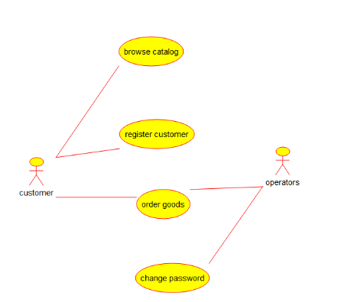 browse catalog
register customer
customer
operators
order goods
change password